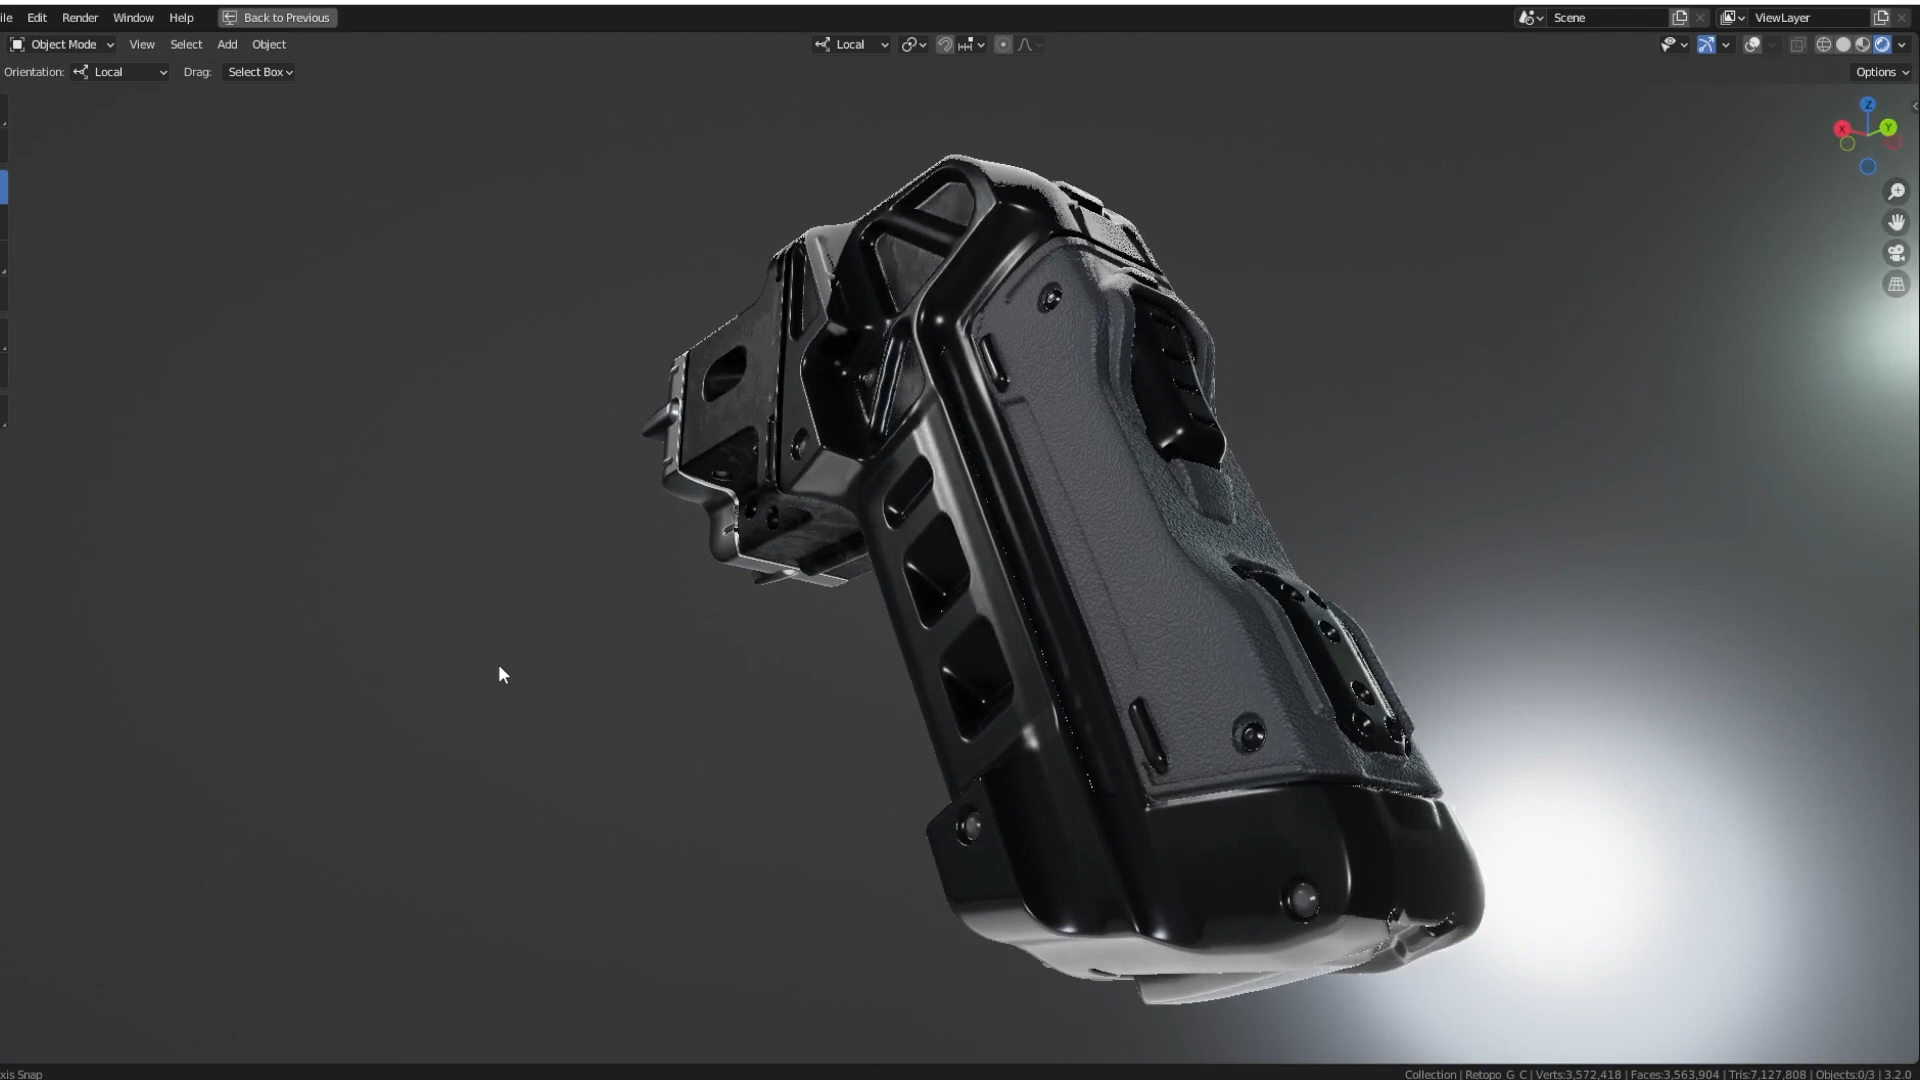 ile Edit Render Window Help Back to Previous Scene ViewLayer
Object Mode View Select Add Object Local
Orientation: Local Drag: Select Box Options
Z
X Y
xis Snap Collection | Retopo_G_C | Verts:3,572,418 | Faces:3,563,904 | Tris:7,127,808 | Objects:0/3 | 3.2.0